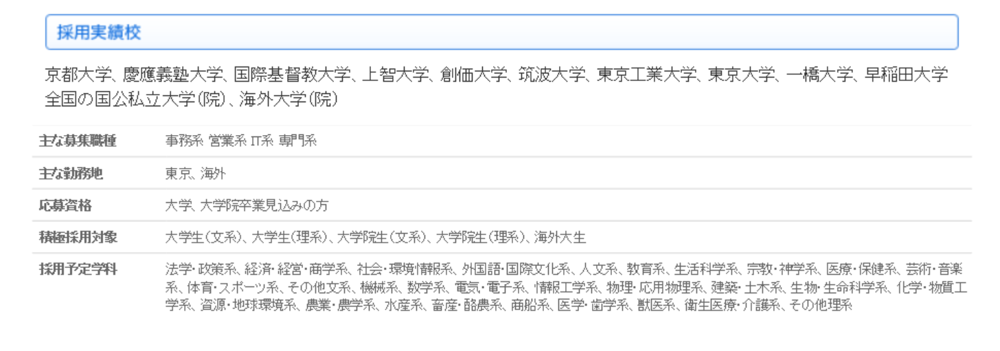 採用実績校
京都大学、慶應義塾大学、国際基督教大学、上智大学、創価大学、筑波大学、東京工業大学、東京大学、一橋大学、早稲田大学
全国の国公私立大学(院)、海外大学(院)
主な募集職種 事務系 営業系 IT系 専門系
主な勤務地 東京、海外
応募資格 大学、大学院卒業見込みの方
積極採用対象 大学生(文系)、大学生(理系)、大学院生(文系)、大学院生(理系)、海外大生
採用予定学科 法学・政策系、経済・経営・商学系、社会・環境情報系、外国語・国際文化系、人文系、教育系、生活科学系、宗教・神学系、医療・保健系、芸術・音楽
系、体育・スポーツ系、その他文系、機械系、数学系、電気・電子系、情報工学系、物理・応用物理系、建築・土木系、生物・生命科学系、化学・物質工
学系、資源・地球環境系、農業・農学系、水産系、畜産・酪農系、商船系、医学・歯学系、獣医系、衛生医療・介護系、その他理系